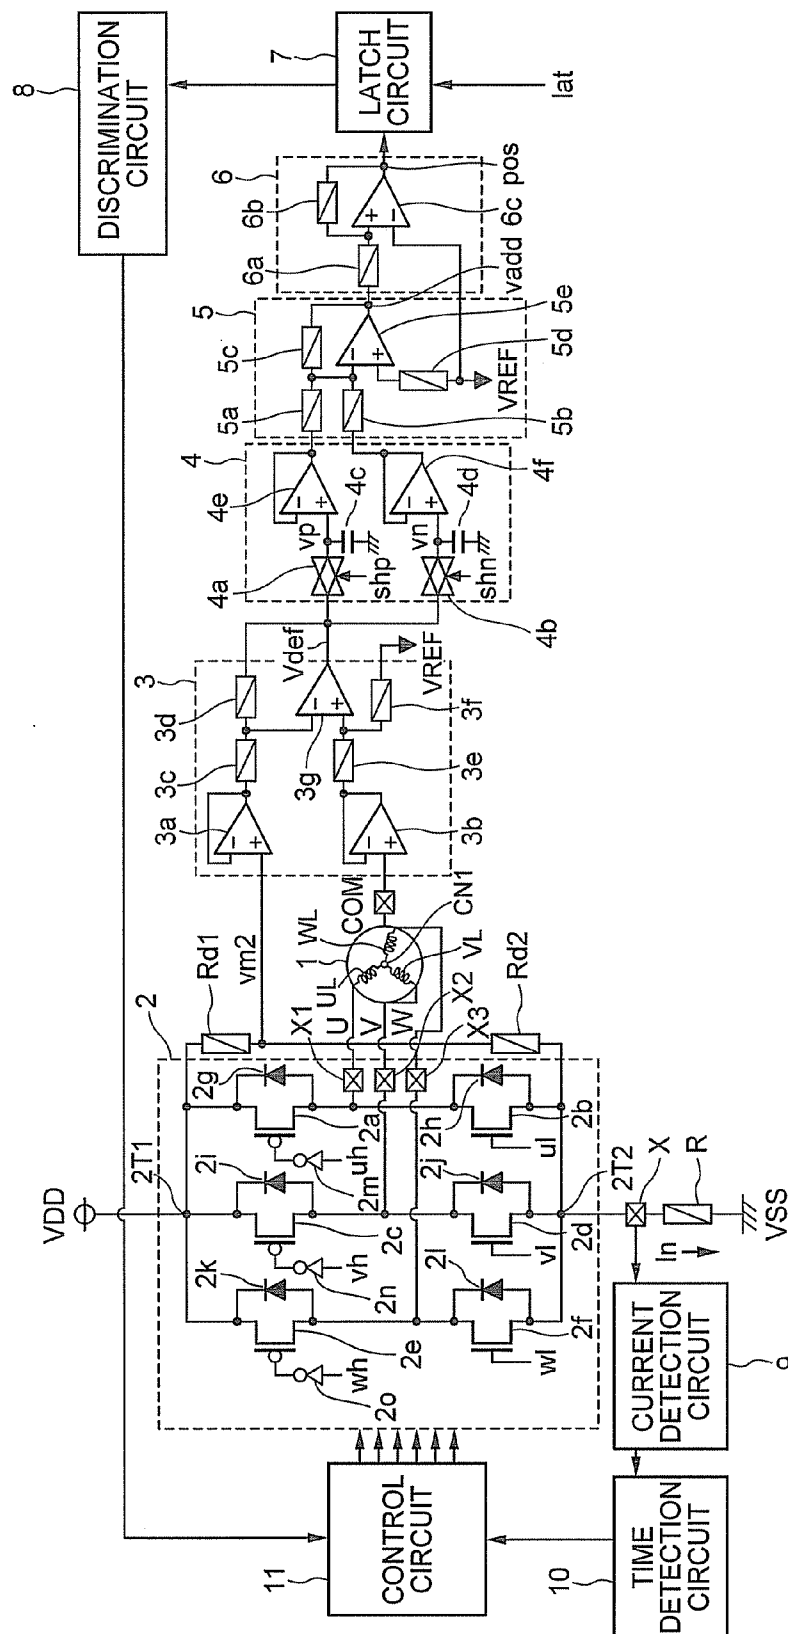 8
DISCRIMINATION
CIRCUIT
7
LATCH
CIRCUIT
lat
6
6b
6a
6c
pos
5
5c
5a
5b
vadd
5e
5d
VREF
4
4e
vp
4c
4a
shp
4f
vn
4d
shn
4b
Vdef
3
3d
3c
3a
3g
VREF
3f
3e
3b
COM
CN1
1
WL
UL
VL
U
V
W
X1
X2
X3
vm2
Rd1
Rd2
2
2g
2a
uh
2m
2h
2b
ul
2i
2c
vh
2n
2j
2d
vl
2k
2e
wh
2o
2l
2f
wl
VDD
2T1
2T2
X
R
VSS
In
CURRENT
DETECTION
CIRCUIT
9
TIME
DETECTION
CIRCUIT
10
CONTROL
CIRCUIT
11